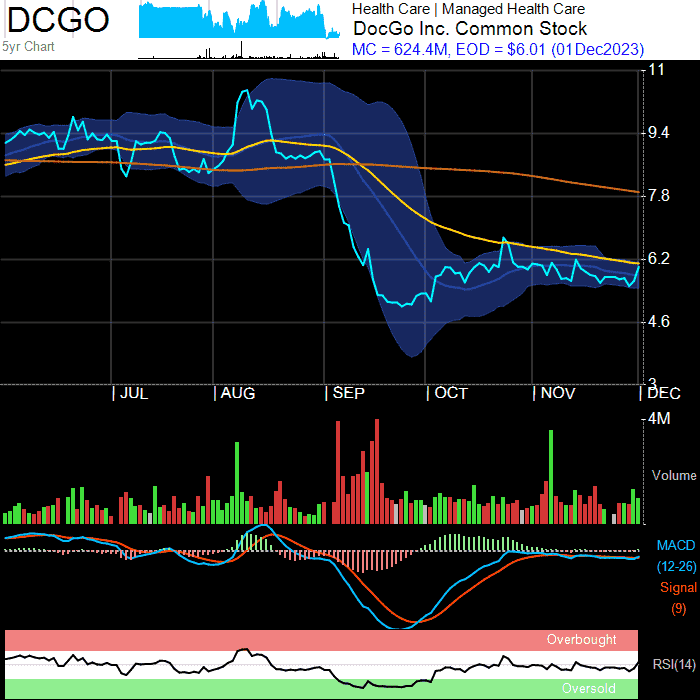 DCGO
5yr Chart
Health Care | Managed Health Care
DocGo Inc. Common Stock
MC = 624.4M, EOD = $6.01 (01Dec2023)
11
9.4
7.8
6.2
4.6
3
JUL AUG SEP OCT NOV DEC
4M
Volume
MACD
(12-26)
Signal
(9)
Overbought
RSI(14)
Oversold